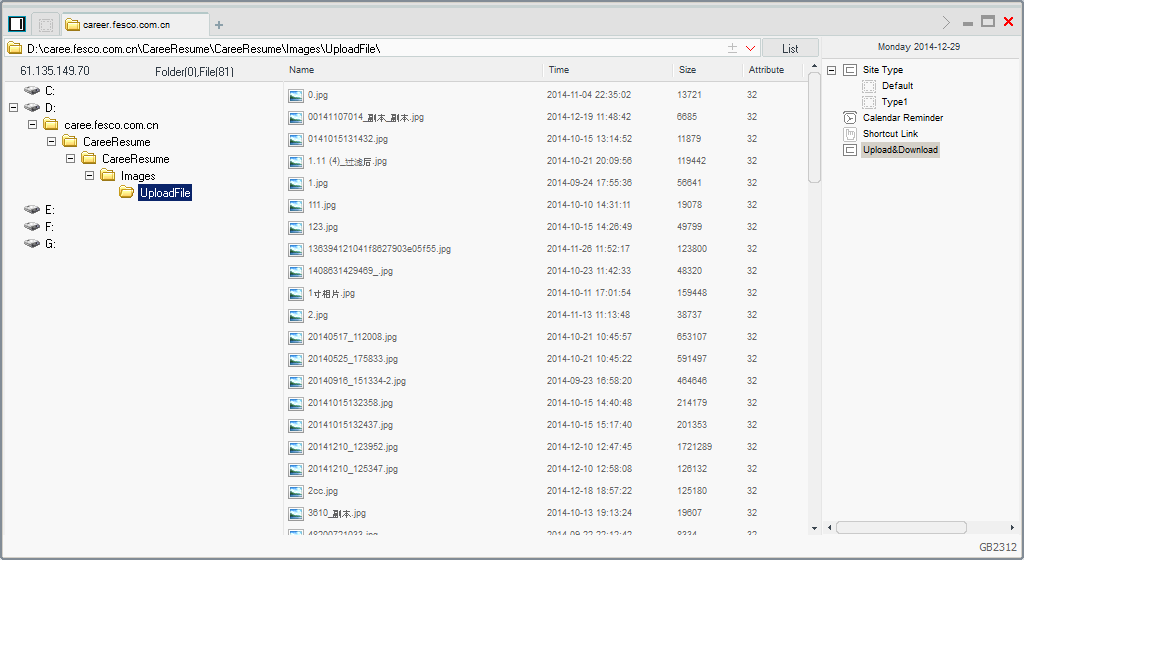 career.fesco.com.cn
D:\caree.fesco.com.cn\CareeResume\CareeResume\Images\UploadFile\
List
Monday 2014-12-29
61.135.149.70 Folder(0),File(81)
Name Time Size Attribute
C:
D:
caree.fesco.com.cn
CareeResume
CareeResume
Images
UploadFile
E:
F:
G:
0.jpg 2014-11-04 22:35:02 13721 32
00141107014_副本_副本.jpg 2014-12-19 11:48:42 6685 32
0141015131432.jpg 2014-10-15 13:14:52 11879 32
1.11 (4)_过滤后.jpg 2014-10-21 20:09:56 119442 32
1.jpg 2014-09-24 17:55:36 56641 32
111.jpg 2014-10-10 14:31:11 19078 32
123.jpg 2014-10-15 14:26:49 49799 32
136394121041f8627903e05f55.jpg 2014-11-26 11:52:17 123800 32
1408631429469_.jpg 2014-10-23 11:42:33 48320 32
1寸相片.jpg 2014-10-11 17:01:54 159448 32
2.jpg 2014-11-13 11:13:48 38737 32
20140517_112008.jpg 2014-10-21 10:45:57 653107 32
20140525_175833.jpg 2014-10-21 10:45:22 591497 32
20140916_151334-2.jpg 2014-09-23 16:58:20 464646 32
20141015132358.jpg 2014-10-15 14:40:48 214179 32
20141015132437.jpg 2014-10-15 15:17:40 201353 32
20141210_123952.jpg 2014-12-10 12:47:45 1721289 32
20141210_125347.jpg 2014-12-10 12:58:08 126132 32
2cc.jpg 2014-12-18 18:57:22 125180 32
3610_副本.jpg 2014-10-13 19:13:24 19607 32
48200721033.jpg 2014-09-22 22:12:42 8334 32
Site Type
Default
Type1
Calendar Reminder
Shortcut Link
Upload&Download
GB2312